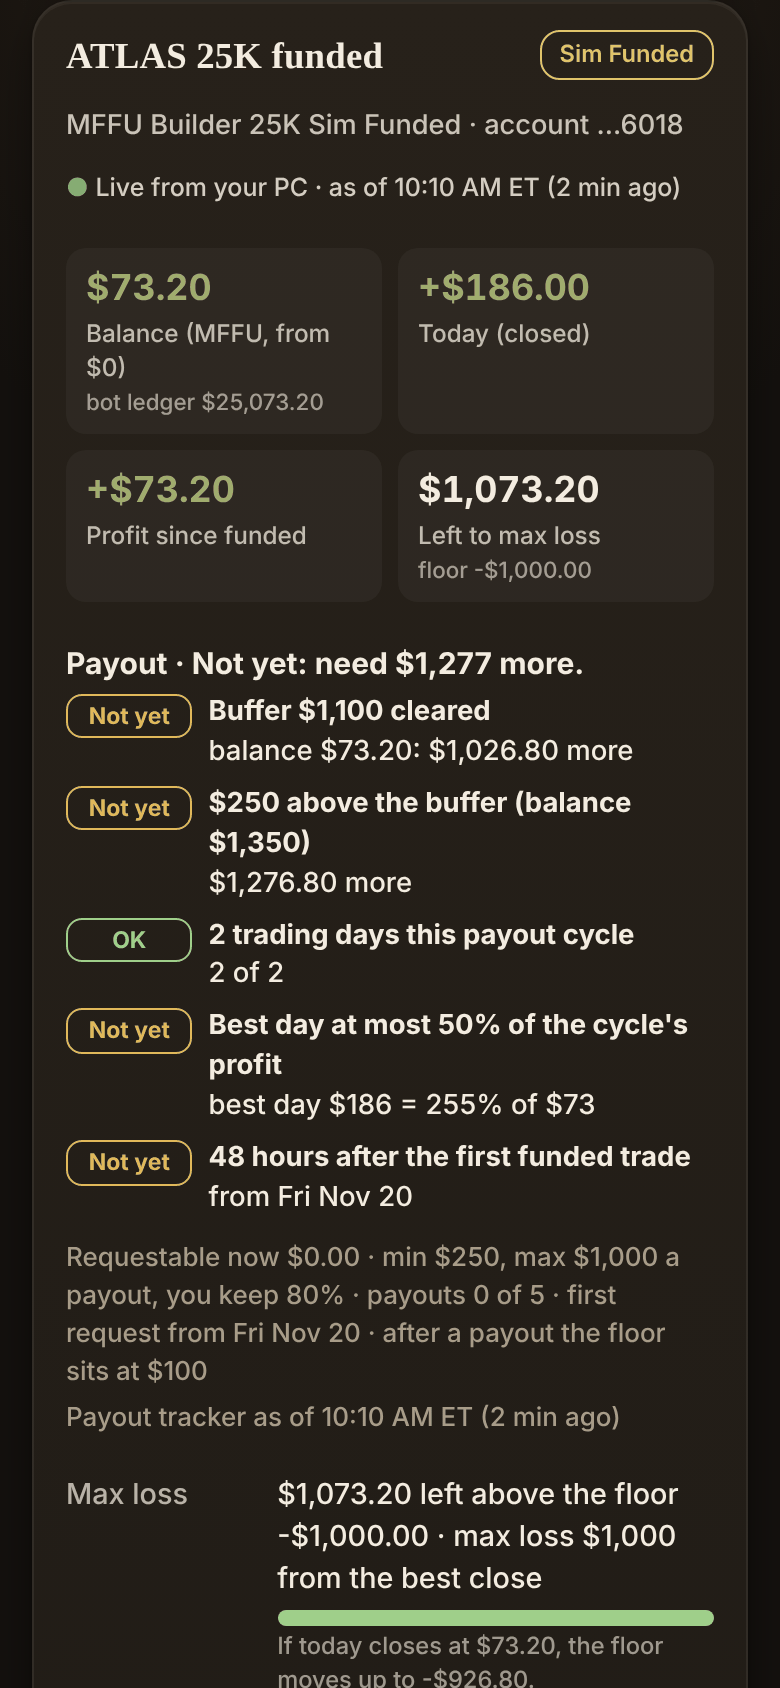 ATLAS 25K funded
Sim Funded
MFFU Builder 25K Sim Funded · account ...6018
Live from your PC · as of 10:10 AM ET (2 min ago)
$73.20
Balance (MFFU, from
$0)
bot ledger $25,073.20
+$186.00
Today (closed)
+$73.20
Profit since funded
$1,073.20
Left to max loss
floor -$1,000.00
Payout · Not yet: need $1,277 more.
Not yet
Buffer $1,100 cleared
balance $73.20: $1,026.80 more
Not yet
$250 above the buffer (balance
$1,350)
$1,276.80 more
OK
2 trading days this payout cycle
2 of 2
Not yet
Best day at most 50% of the cycle's
profit
best day $186 = 255% of $73
Not yet
48 hours after the first funded trade
from Fri Nov 20
Requestable now $0.00 · min $250, max $1,000 a
payout, you keep 80% · payouts 0 of 5 · first
request from Fri Nov 20 · after a payout the floor
sits at $100
Payout tracker as of 10:10 AM ET (2 min ago)
Max loss
$1,073.20 left above the floor
-$1,000.00 · max loss $1,000
from the best close
If today closes at $73.20, the floor
moves up to -$926.80.